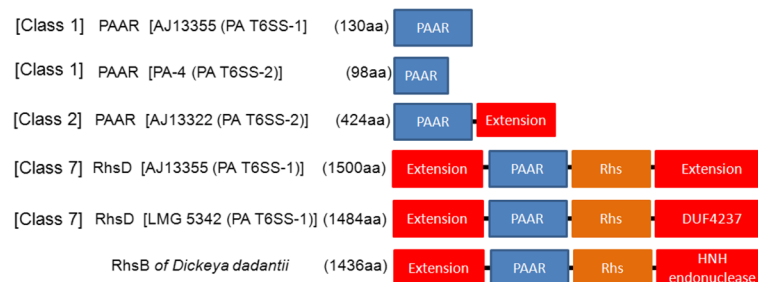 [Class 1] PAAR [AJ13355 (PA T6SS-1] (130aa) PAAR
[Class 1] PAAR [PA-4 (PA T6SS-2)] (98aa) PAAR
[Class 2] PAAR [AJ13322 (PA T6SS-2)] (424aa) PAAR Extension
[Class 7] RhsD [AJ13355 (PA T6SS-1)] (1500aa) Extension PAAR Rhs Extension
[Class 7] RhsD [LMG 5342 (PA T6SS-1)] (1484aa) Extension PAAR Rhs DUF4237
RhsB of Dickeya dadantii (1436aa) Extension PAAR Rhs HNH
endonuclease